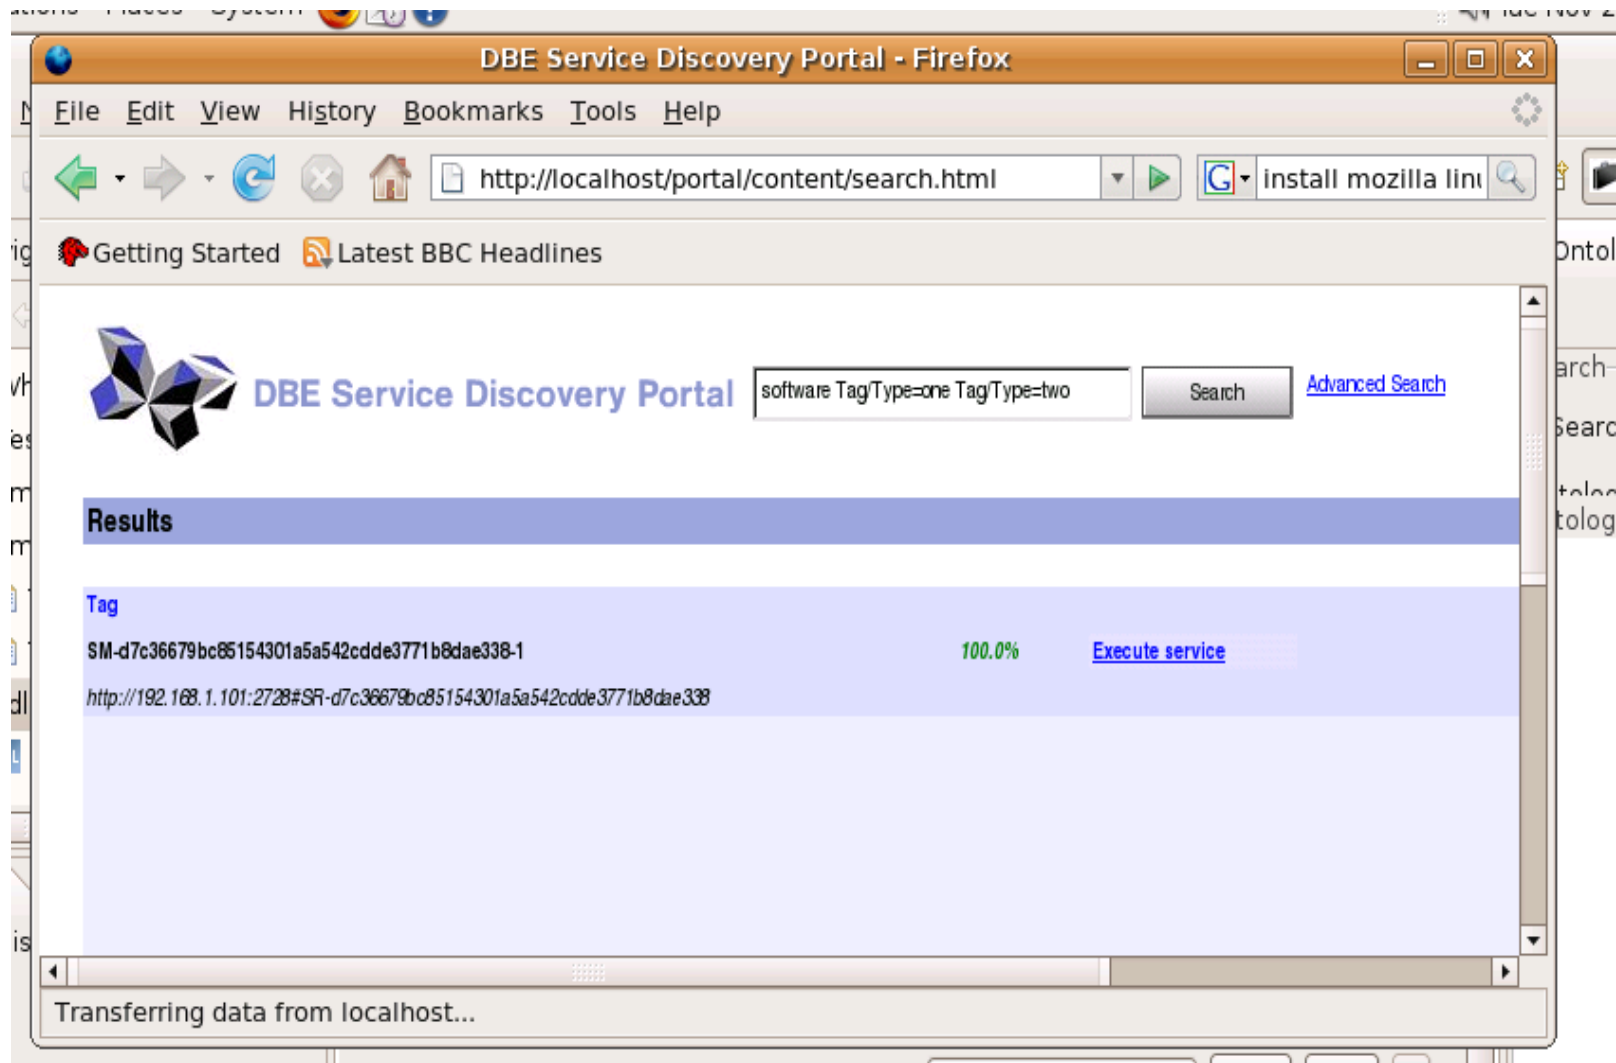 DBE Service Discovery Portal - Firefox
File Edit View History Bookmarks Tools Help
http://localhost/portal/content/search.html
G install mozilla linu
Getting Started Latest BBC Headlines
DBE Service Discovery Portal
software Tag/Type=one Tag/Type=two
Search
Advanced Search
Results
Tag
SM-d7c36679bc85154301a5a542cdde3771b8dae338-1 100.0% Execute service
http://192.168.1.101:2728#SR-d7c36679bc85154301a5a542cdde3771b8dae338
Transferring data from localhost...